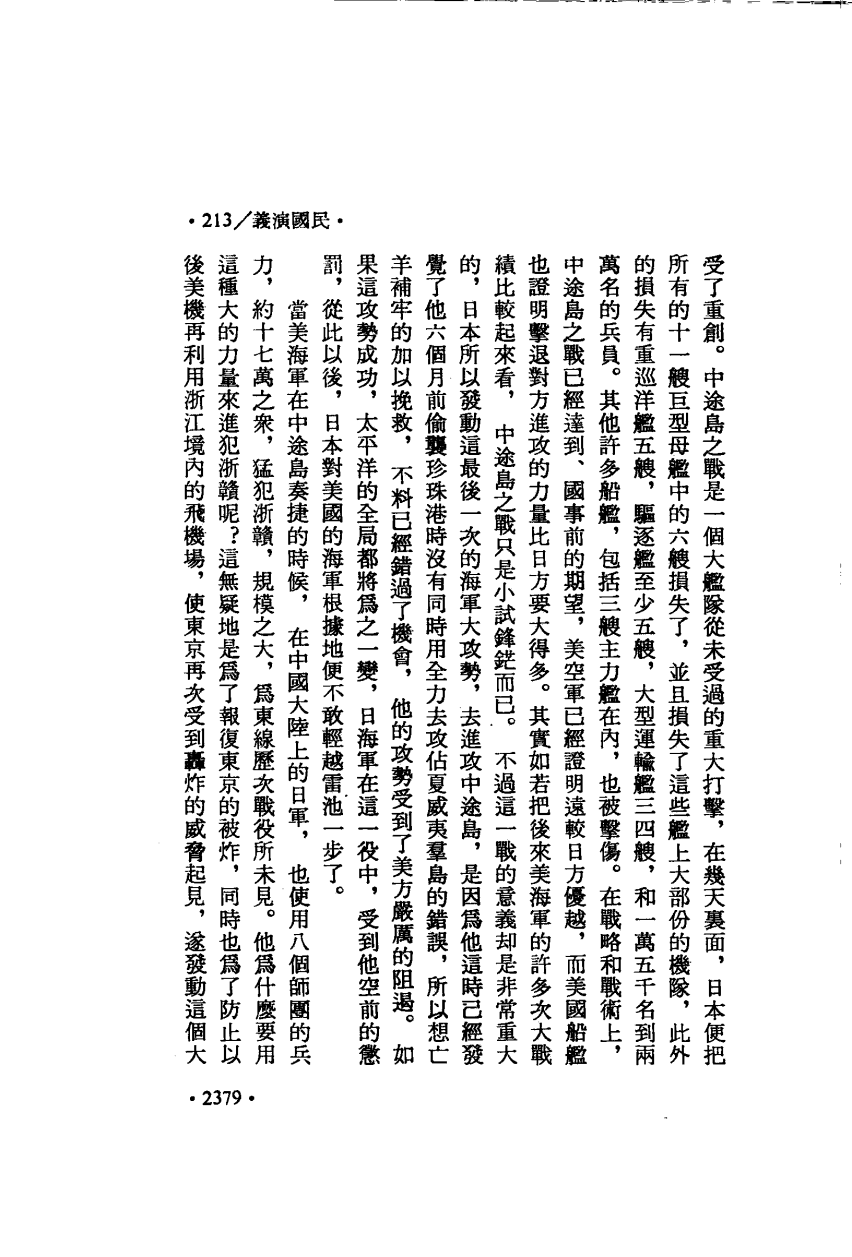 •213/義演國民•
受了重創。中途島之戰是一個大艦隊從未受過的重大打擊，在幾天裏面，日本便把
所有的十一艘巨型母艦中的六艘損失了，並且損失了這些艦上大部份的機隊，此外
的損失有重巡洋艦五艘，驅逐艦至少五艘，大型運輸艦三四艘，和一萬五千名到兩
萬名的兵員。其他許多船艦，包括三艘主力艦在內，也被擊傷。在戰略和戰術上，
中途島之戰已經達到、國事前的期望，美空軍已經證明遠較日方優越，而美國船艦
也證明擊退對方進攻的力量比日方要大得多。其實如若把後來美海軍的許多次大戰
績比較起來看，中途島之戰只是小試鋒鋩而已。不過這一戰的意義却是非常重大
的，日本所以發動這最後一次的海軍大攻勢，去進攻中途島，是因爲他這時已經發
覺了他六個月前偷襲珍珠港時沒有同時用全力去攻佔夏威夷羣島的錯誤，所以想亡
羊補牢的加以挽救，不料已經錯過了機會，他的攻勢受到了美方嚴厲的阻遏。如
果這攻勢成功，太平洋的全局都將爲之一變，日海軍在這一役中，受到他空前的懲
罰，從此以後，日本對美國的海軍根據地便不敢輕越雷池一步了。
當美海軍在中途島奏捷的時候，在中國大陸上的日軍，也使用八個師團的兵
力，約十七萬之衆，猛犯浙贛，規模之大，爲東線歷次戰役所未見。他爲什麼要用
這種大的力量來進犯浙贛呢？這無疑地是爲了報復東京的被炸，同時也爲了防止以
後美機再利用浙江境內的飛機場，使東京再次受到轟炸的威脅起見，遂發動這個大
•2379•